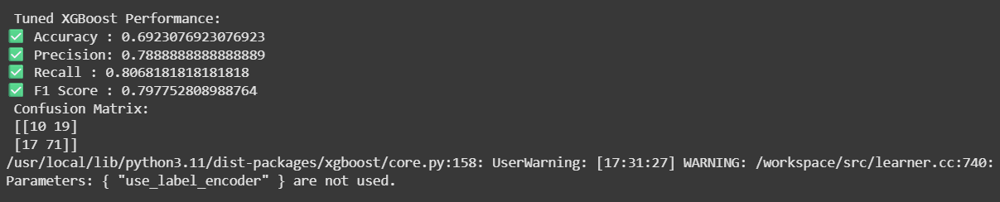 Tuned XGBoost Performance:
✅ Accuracy : 0.6923076923076923
✅ Precision: 0.7888888888888889
✅ Recall : 0.8068181818181818
✅ F1 Score : 0.797752808988764
Confusion Matrix:
[[10 19]
[17 71]]
/usr/local/lib/python3.11/dist-packages/xgboost/core.py:158: UserWarning: [17:31:27] WARNING: /workspace/src/learner.cc:740:
Parameters: { "use_label_encoder" } are not used.